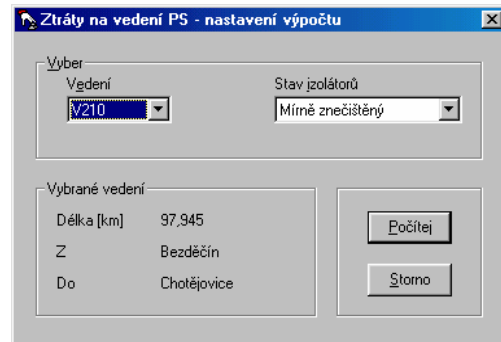 Ztráty na vedení PS - nastavení výpočtu
Vyber
Vedení
Stav izolátorů
V210
Mírně znečištěný
Vybrané vedení
Délka [km] 97,945
Z Bezděčín
Do Chotějovice
Počítej
Storno